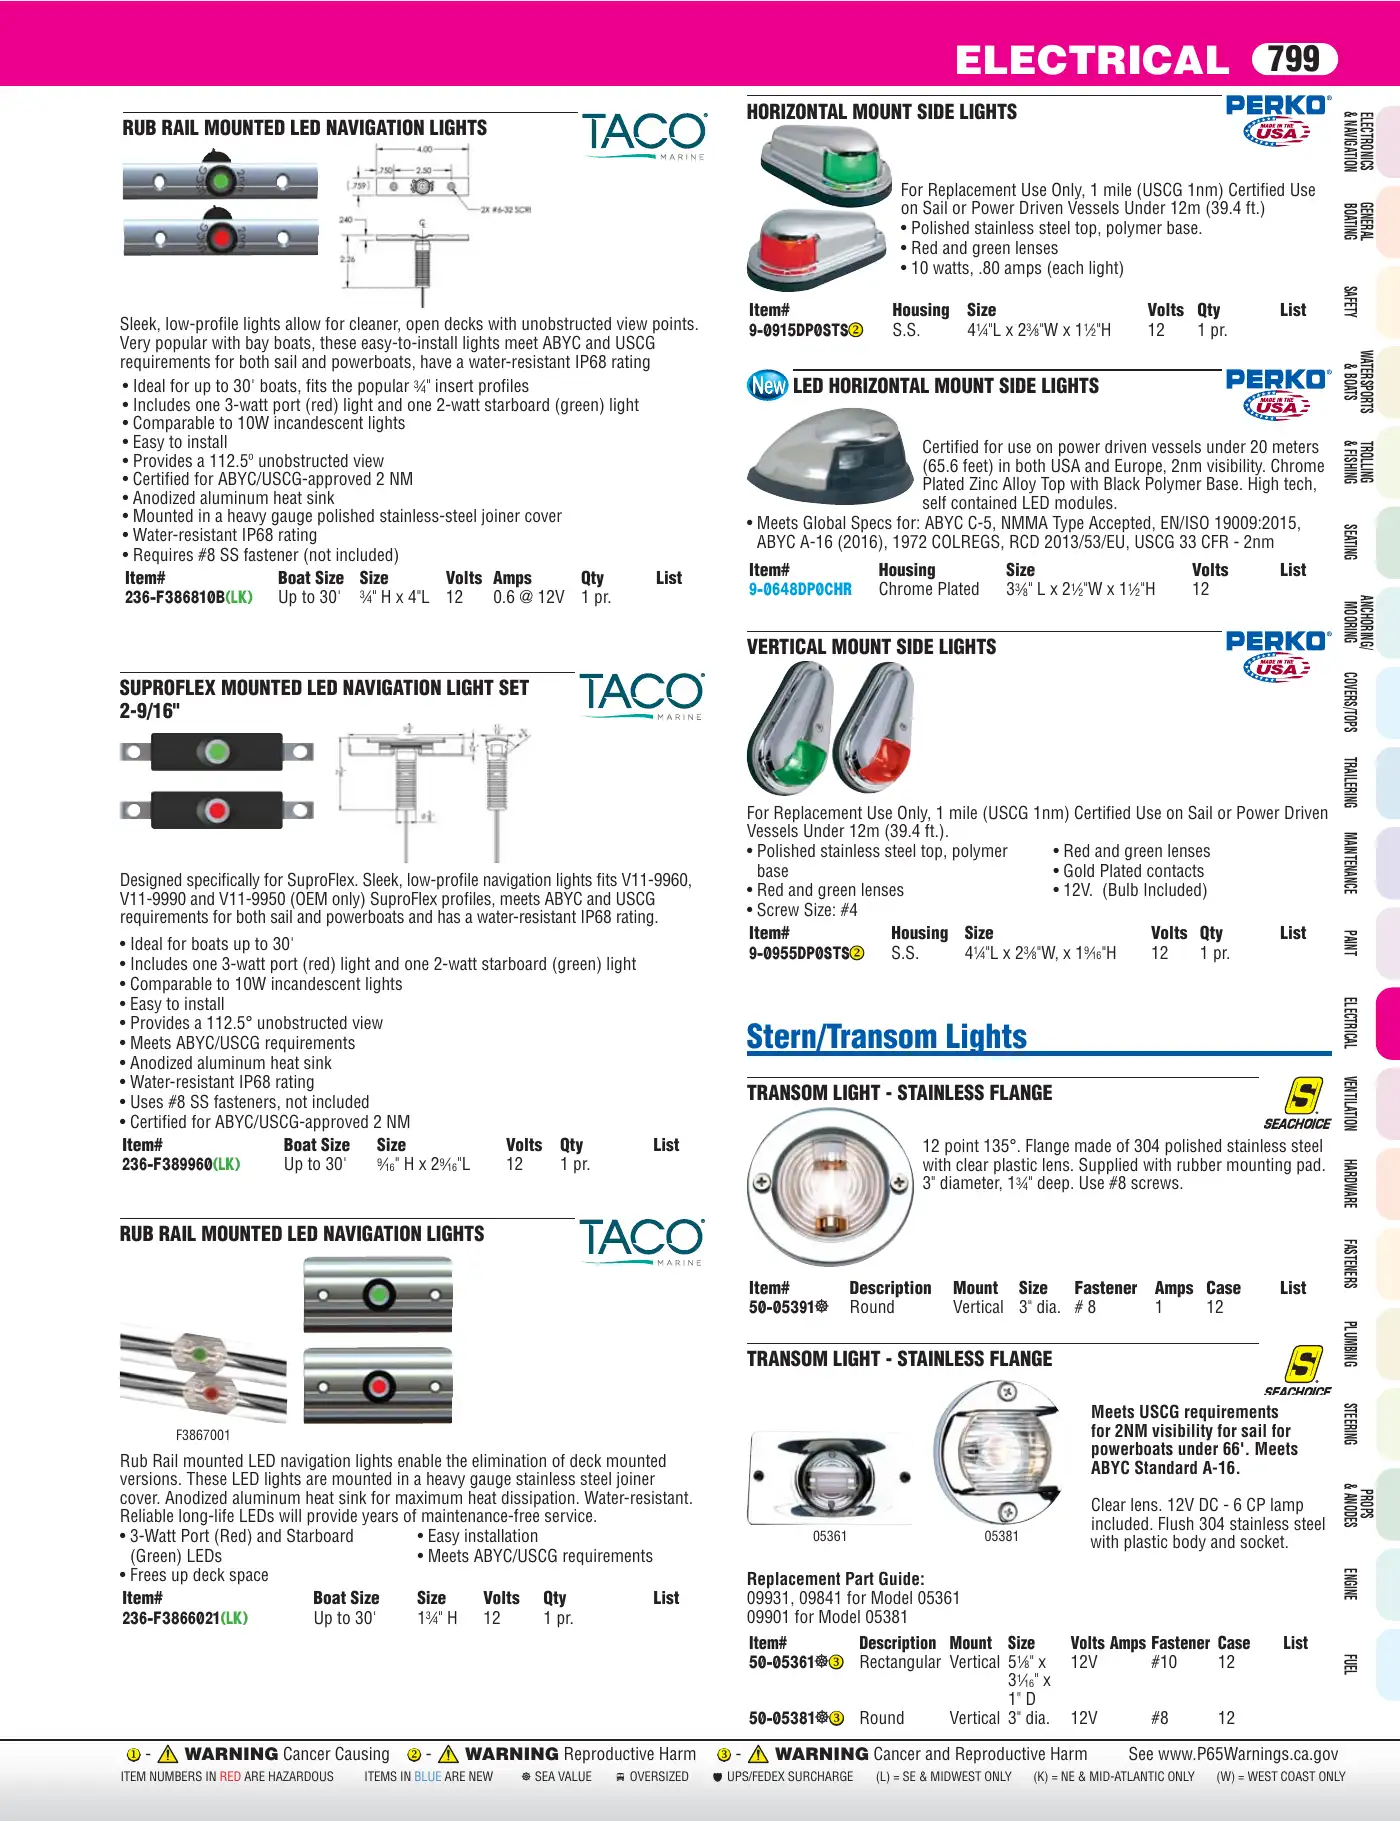 ELECTRICAL 799
RUB RAIL MOUNTED LED NAVIGATION LIGHTS
TACO
MARINE
4.00
.750
2.50
.759
2X #6-32 SCRI
.240
2.26
Sleek, low-profile lights allow for cleaner, open decks with unobstructed view points.
Very popular with bay boats, these easy-to-install lights meet ABYC and USCG
requirements for both sail and powerboats, have a water-resistant IP68 rating
• Ideal for up to 30' boats, fits the popular ¾" insert profiles
• Includes one 3-watt port (red) light and one 2-watt starboard (green) light
• Comparable to 10W incandescent lights
• Easy to install
• Provides a 112.5º unobstructed view
• Certified for ABYC/USCG-approved 2 NM
• Anodized aluminum heat sink
• Mounted in a heavy gauge polished stainless-steel joiner cover
• Water-resistant IP68 rating
• Requires #8 SS fastener (not included)
Item# Boat Size Size Volts Amps Qty List
236-F386810B(LK) Up to 30' ¾" H x 4"L 12 0.6 @ 12V 1 pr.
SUPROFLEX MOUNTED LED NAVIGATION LIGHT SET
2-9/16"
TACO
MARINE
Designed specifically for SuproFlex. Sleek, low-profile navigation lights fits V11-9960,
V11-9990 and V11-9950 (OEM only) SuproFlex profiles, meets ABYC and USCG
requirements for both sail and powerboats and has a water-resistant IP68 rating.
• Ideal for boats up to 30'
• Includes one 3-watt port (red) light and one 2-watt starboard (green) light
• Comparable to 10W incandescent lights
• Easy to install
• Provides a 112.5° unobstructed view
• Meets ABYC/USCG requirements
• Anodized aluminum heat sink
• Water-resistant IP68 rating
• Uses #8 SS fasteners, not included
• Certified for ABYC/USCG-approved 2 NM
Item# Boat Size Size Volts Qty List
236-F389960(LK) Up to 30' 9⁄16" H x 29⁄16"L 12 1 pr.
RUB RAIL MOUNTED LED NAVIGATION LIGHTS
TACO
MARINE
F3867001
Rub Rail mounted LED navigation lights enable the elimination of deck mounted
versions. These LED lights are mounted in a heavy gauge stainless steel joiner
cover. Anodized aluminum heat sink for maximum heat dissipation. Water-resistant.
Reliable long-life LEDs will provide years of maintenance-free service.
• 3-Watt Port (Red) and Starboard
(Green) LEDs
• Frees up deck space
• Easy installation
• Meets ABYC/USCG requirements
Item# Boat Size Size Volts Qty List
236-F3866021(LK) Up to 30' 1¾" H 12 1 pr.
HORIZONTAL MOUNT SIDE LIGHTS
PERKO
MADE IN THE
USA
For Replacement Use Only, 1 mile (USCG 1nm) Certified Use
on Sail or Power Driven Vessels Under 12m (39.4 ft.)
• Polished stainless steel top, polymer base.
• Red and green lenses
• 10 watts, .80 amps (each light)
Item# Housing Size Volts Qty List
9-0915DP0STS2 S.S. 4¼"L x 2⅜"W x 1½"H 12 1 pr.
New LED HORIZONTAL MOUNT SIDE LIGHTS
PERKO
MADE IN THE
USA
Certified for use on power driven vessels under 20 meters
(65.6 feet) in both USA and Europe, 2nm visibility. Chrome
Plated Zinc Alloy Top with Black Polymer Base. High tech,
self contained LED modules.
• Meets Global Specs for: ABYC C-5, NMMA Type Accepted, EN/ISO 19009:2015,
ABYC A-16 (2016), 1972 COLREGS, RCD 2013/53/EU, USCG 33 CFR - 2nm
Item# Housing Size Volts List
9-0648DP0CHR Chrome Plated 3⅜" L x 2½"W x 1½"H 12
VERTICAL MOUNT SIDE LIGHTS
PERKO
MADE IN THE
USA
For Replacement Use Only, 1 mile (USCG 1nm) Certified Use on Sail or Power Driven
Vessels Under 12m (39.4 ft.).
• Polished stainless steel top, polymer
base
• Red and green lenses
• Screw Size: #4
• Red and green lenses
• Gold Plated contacts
• 12V. (Bulb Included)
Item# Housing Size Volts Qty List
9-0955DP0STS2 S.S. 4¼"L x 2⅜"W, x 19⁄16"H 12 1 pr.
Stern/Transom Lights
TRANSOM LIGHT - STAINLESS FLANGE
S
SEACHOICE
12 point 135°. Flange made of 304 polished stainless steel
with clear plastic lens. Supplied with rubber mounting pad.
3" diameter, 1¾" deep. Use #8 screws.
Item# Description Mount Size Fastener Amps Case List
50-05391 Round Vertical 3" dia. # 8 1 12
TRANSOM LIGHT - STAINLESS FLANGE
S
SEACHOICE
Meets USCG requirements
for 2NM visibility for sail for
powerboats under 66'. Meets
ABYC Standard A-16.
Clear lens. 12V DC - 6 CP lamp
included. Flush 304 stainless steel
with plastic body and socket.
05361 05381
Replacement Part Guide:
09931, 09841 for Model 05361
09901 for Model 05381
Item# Description Mount Size Volts Amps Fastener Case List
50-05361 3 Rectangular Vertical 5⅛" x 12V #10 12
31⁄16" x
1" D
50-05381 3 Round Vertical 3" dia. 12V #8 12
ELECTRONICS
& NAVIGATION
GENERAL
BOATING
SAFETY
WATERSPORTS
& BOATS
TROLLING
& FISHING
SEATING
ANCHORING/
MOORING
COVERS/TOPS
TRAILERING
MAINTENANCE
PAINT
ELECTRICAL
VENTILATION
HARDWARE
FASTENERS
PLUMBING
STEERING
PROPS
& ANODES
ENGINE
FUEL
1 - WARNING Cancer Causing 2 - WARNING Reproductive Harm 3 - WARNING Cancer and Reproductive Harm See www.P65Warnings.ca.gov
ITEM NUMBERS IN RED ARE HAZARDOUS ITEMS IN BLUE ARE NEW SEA VALUE OVERSIZED UPS/FEDEX SURCHARGE (L) = SE & MIDWEST ONLY (K) = NE & MID-ATLANTIC ONLY (W) = WEST COAST ONLY